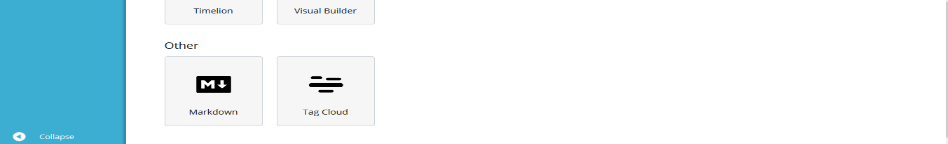 Timelion Visual Builder
Other
M
Markdown Tag Cloud
Collapse